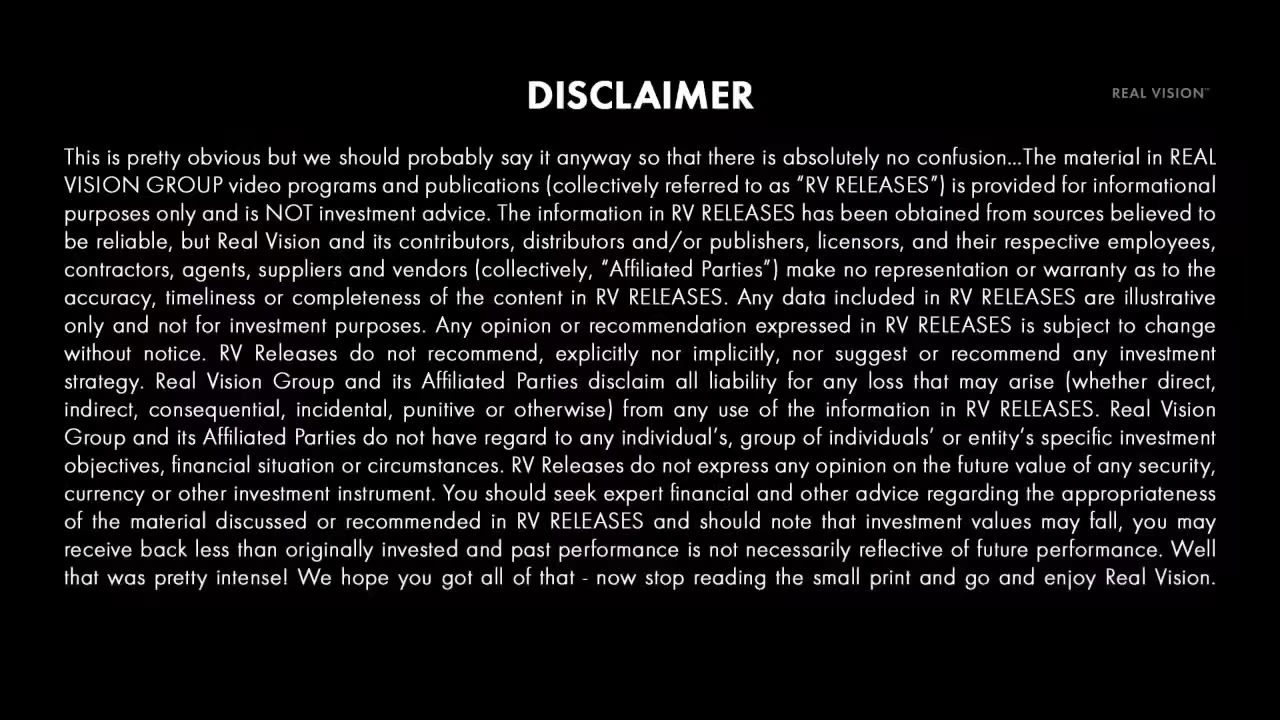 DISCLAIMER
REAL VISION™
This is pretty obvious but we should probably say it anyway so that there is absolutely no confusion...The material in REAL
VISION GROUP video programs and publications (collectively referred to as “RV RELEASES”) is provided for informational
purposes only and is NOT investment advice. The information in RV RELEASES has been obtained from sources believed to
be reliable, but Real Vision and its contributors, distributors and/or publishers, licensors, and their respective employees,
contractors, agents, suppliers and vendors (collectively, “Affiliated Parties”) make no representation or warranty as to the
accuracy, timeliness or completeness of the content in RV RELEASES. Any data included in RV RELEASES are illustrative
only and not for investment purposes. Any opinion or recommendation expressed in RV RELEASES is subject to change
without notice. RV Releases do not recommend, explicitly nor implicitly, nor suggest or recommend any investment
strategy. Real Vision Group and its Affiliated Parties disclaim all liability for any loss that may arise (whether direct,
indirect, consequential, incidental, punitive or otherwise) from any use of the information in RV RELEASES. Real Vision
Group and its Affiliated Parties do not have regard to any individual’s, group of individuals’ or entity’s specific investment
objectives, financial situation or circumstances. RV Releases do not express any opinion on the future value of any security,
currency or other investment instrument. You should seek expert financial and other advice regarding the appropriateness
of the material discussed or recommended in RV RELEASES and should note that investment values may fall, you may
receive back less than originally invested and past performance is not necessarily reflective of future performance. Well
that was pretty intense! We hope you got all of that - now stop reading the small print and go and enjoy Real Vision.